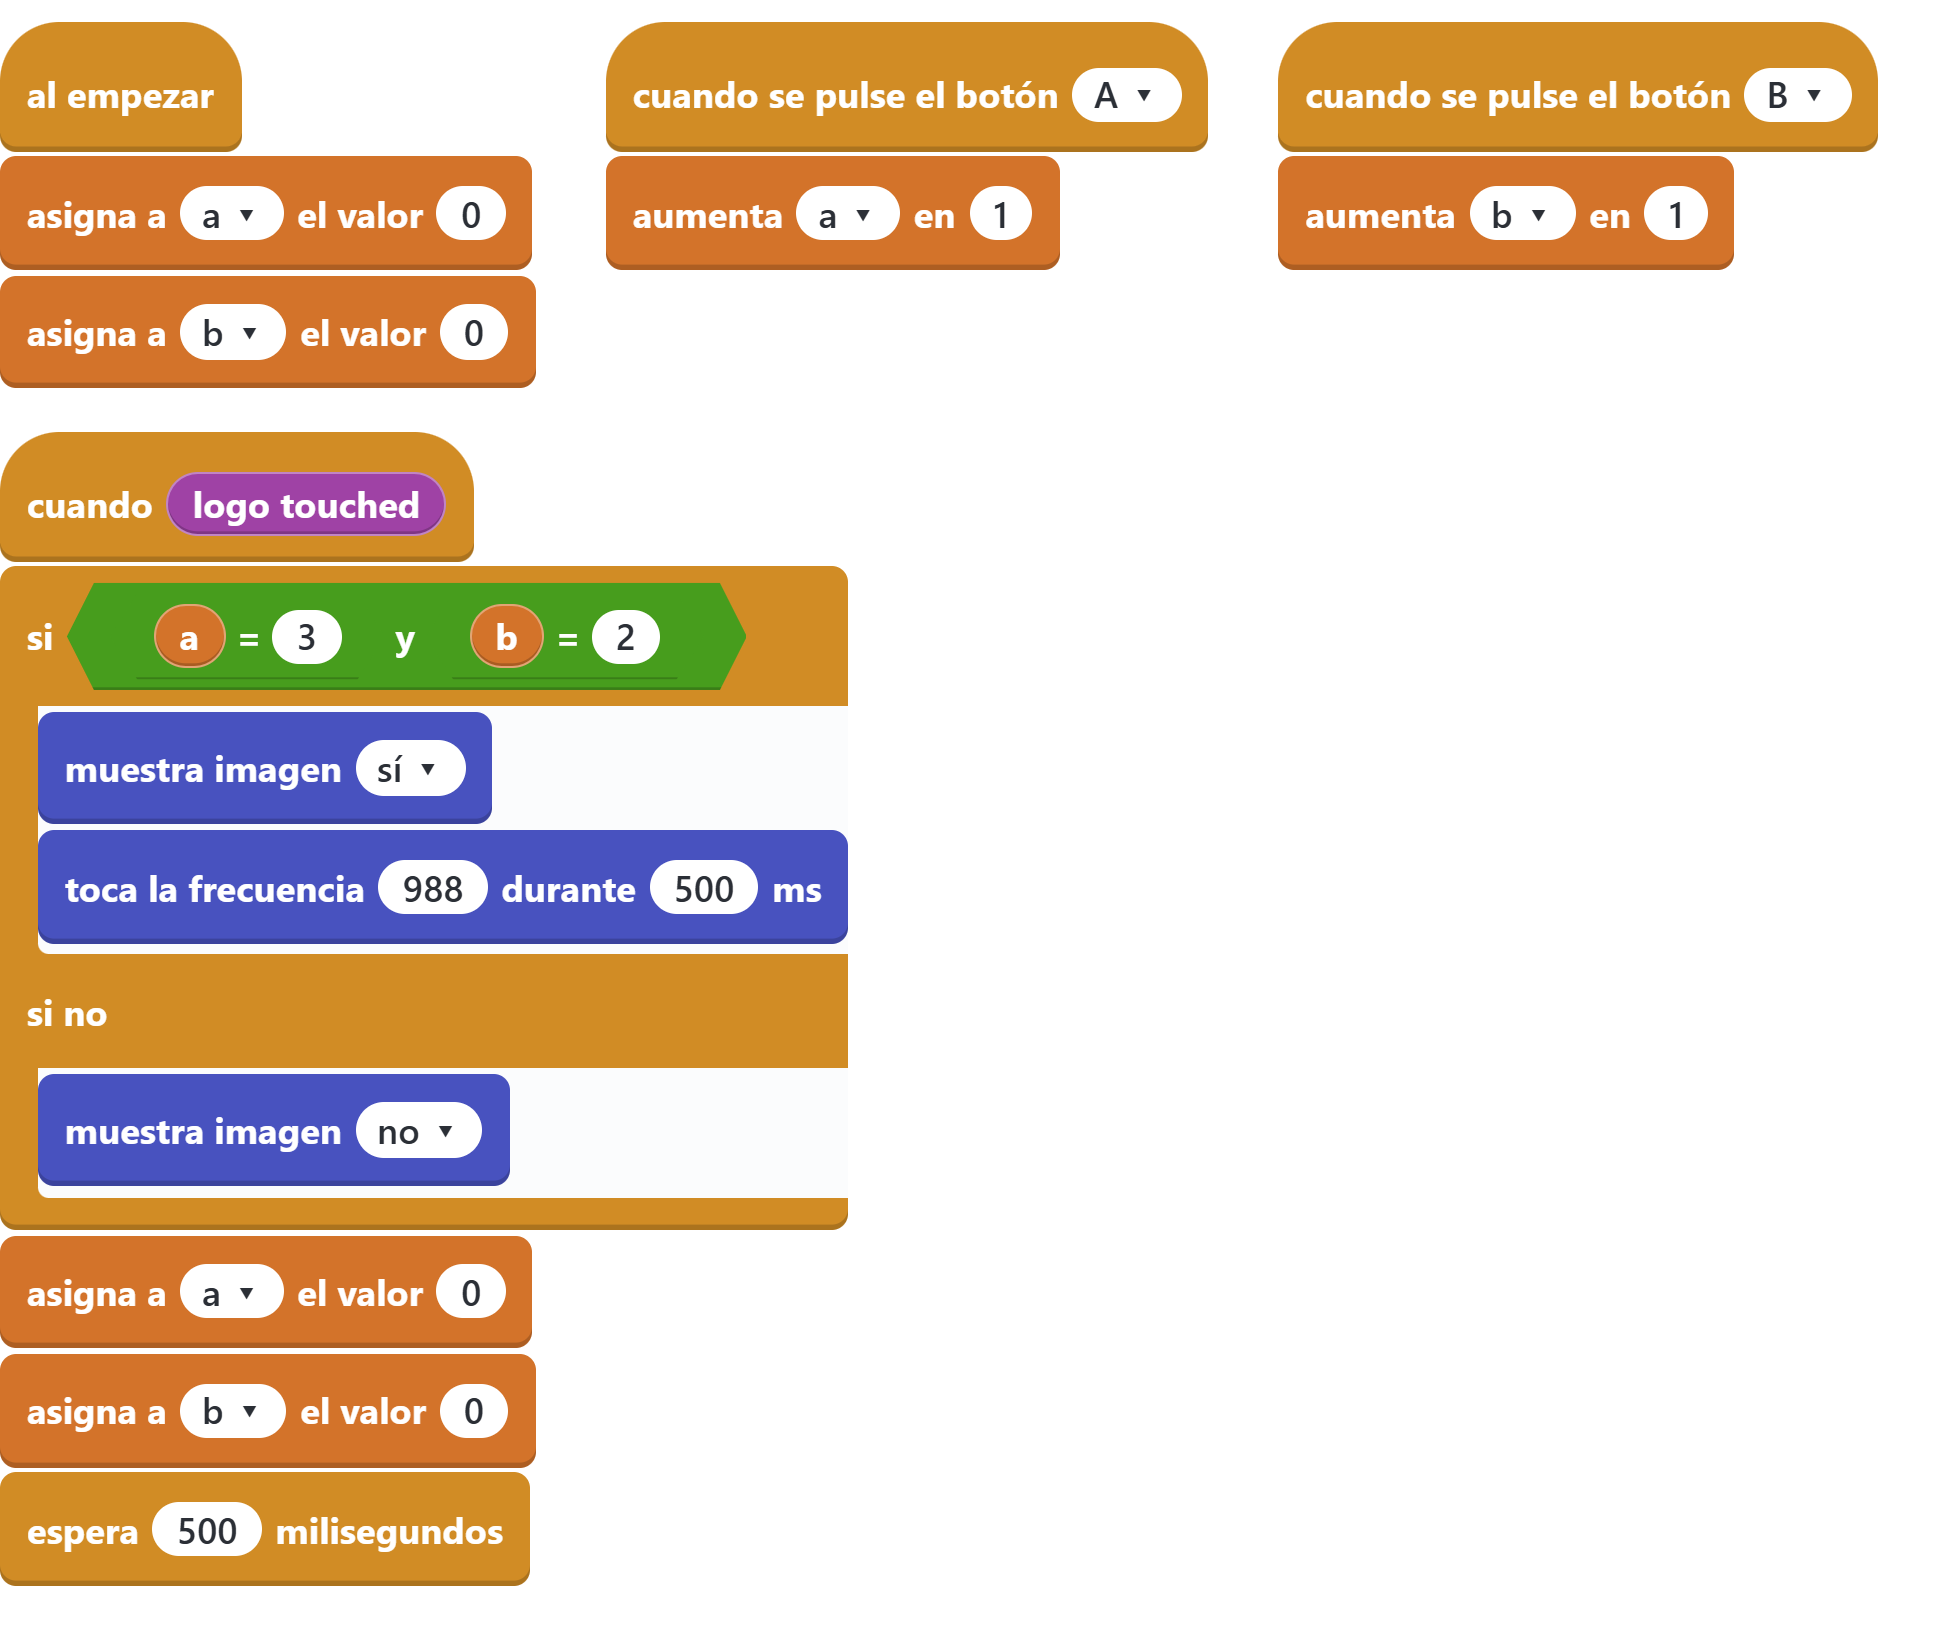 al empezar
asigna a a el valor 0
asigna a b el valor 0
cuando se pulse el botón A
aumenta a en 1
cuando se pulse el botón B
aumenta b en 1
cuando logo touched
si a = 3 y b = 2
muestra imagen sí
toca la frecuencia 988 durante 500 ms
si no
muestra imagen no
asigna a a el valor 0
asigna a b el valor 0
espera 500 milisegundos